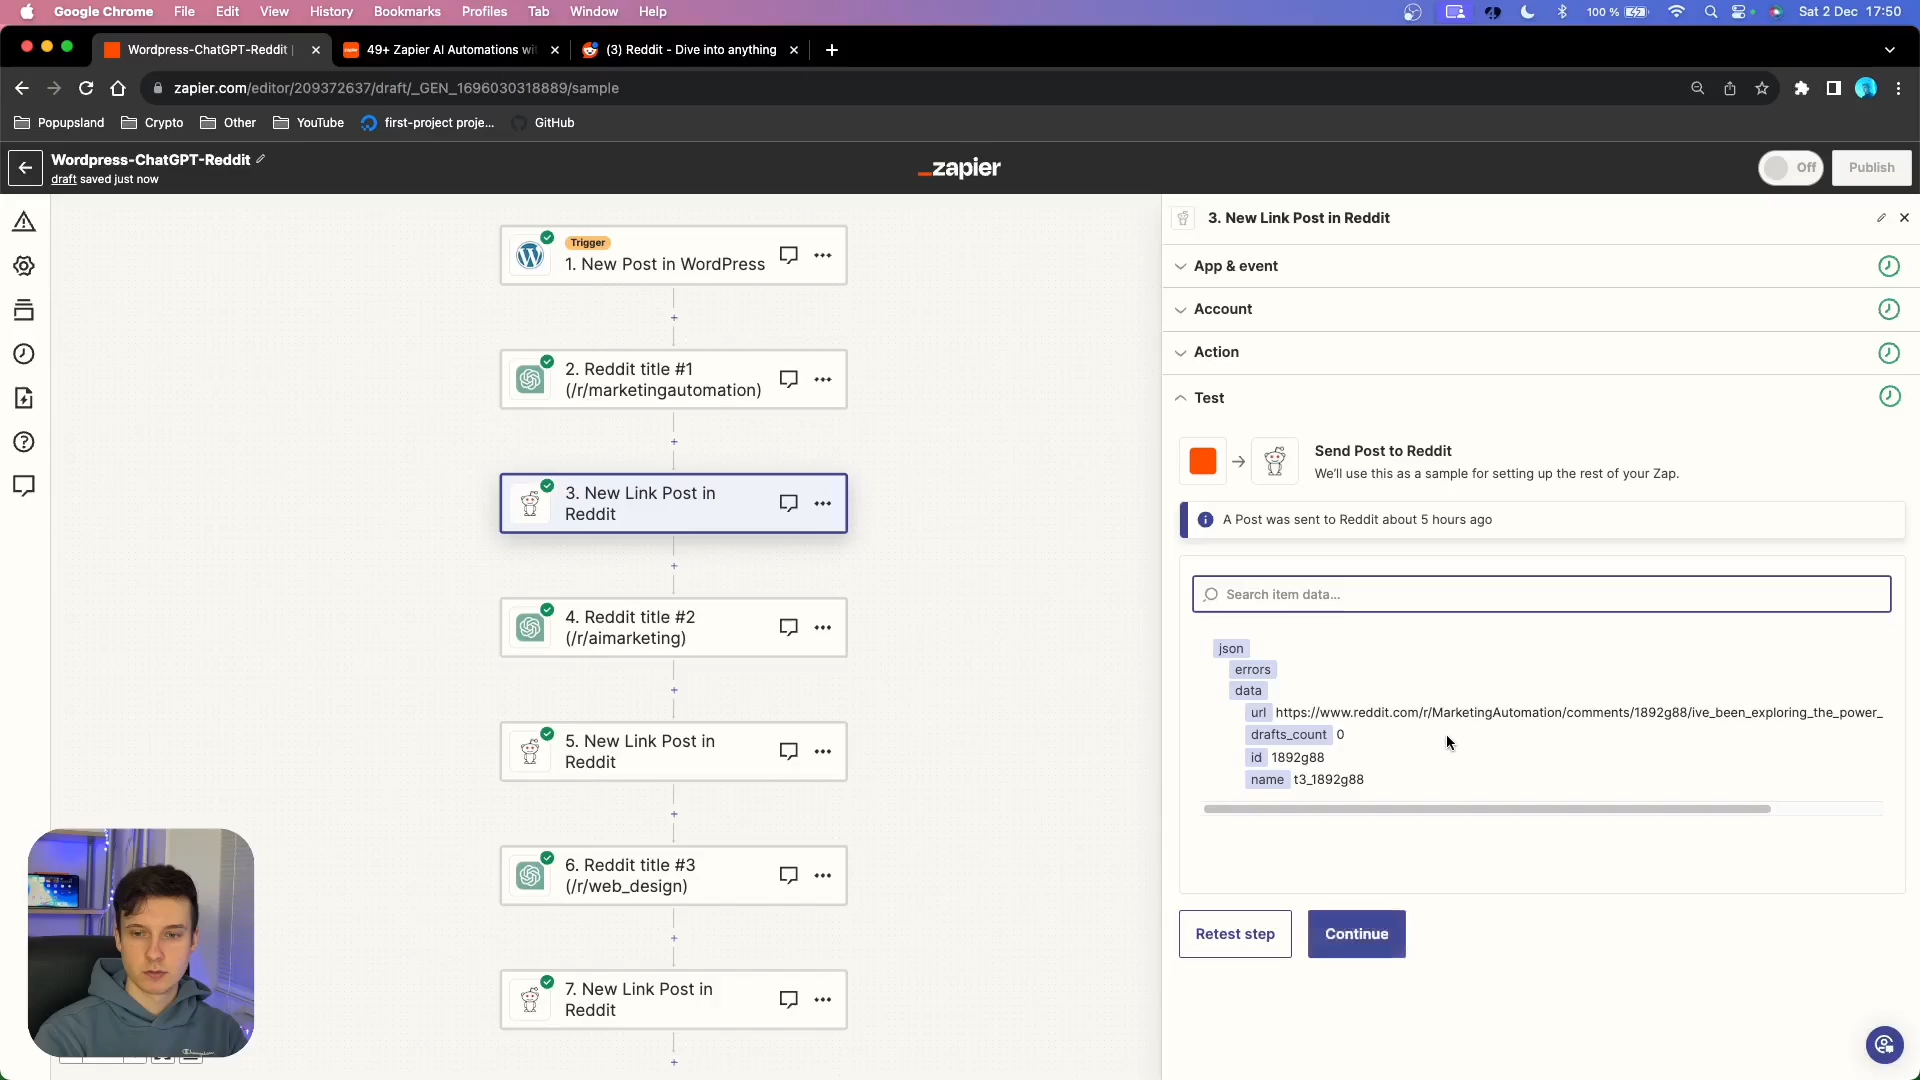 Google Chrome File Edit View History Bookmarks Profiles Tab Window Help 100 % Sat 2 Dec 17:50
Wordpress-ChatGPT-Reddit | 49+ Zapier AI Automations wit (3) Reddit - Dive into anything
zapier.com/editor/209372637/draft/_GEN_1696030318889/sample
Popupsland Crypto Other YouTube first-project proje... GitHub
Wordpress-ChatGPT-Reddit
draft saved just now
_zapier
Off
Publish
Trigger
1. New Post in WordPress
2. Reddit title #1
(/r/marketingautomation)
3. New Link Post in
Reddit
4. Reddit title #2
(/r/aimarketing)
5. New Link Post in
Reddit
6. Reddit title #3
(/r/web_design)
7. New Link Post in
Reddit
3. New Link Post in Reddit
App & event
Account
Action
Test
Send Post to Reddit
We'll use this as a sample for setting up the rest of your Zap.
A Post was sent to Reddit about 5 hours ago
Search item data...
json
errors
data
url https://www.reddit.com/r/MarketingAutomation/comments/1892g88/ive_been_exploring_the_power_
drafts_count 0
id 1892g88
name t3_1892g88
Retest step
Continue